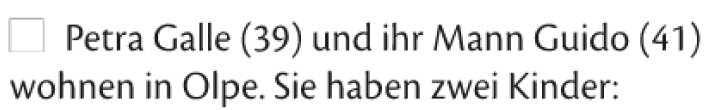 Petra Galle (39) und ihr Mann Guido (41)
wohnen in Olpe. Sie haben zwei Kinder: